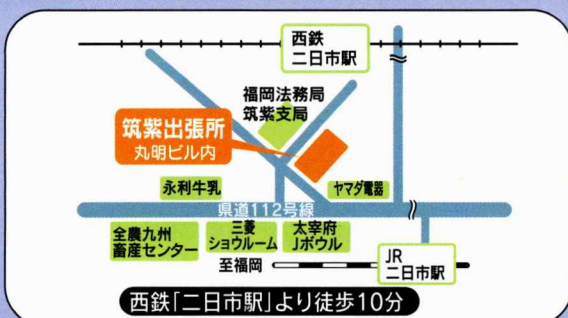 西鉄
二日市駅
福岡法務局
筑紫支局
筑紫出張所
丸明ビル内
永利牛乳
ヤマダ電器
県道112号線
全農九州
畜産センター
三菱
ショウルーム
太宰府
Jボウル
至福岡
JR
二日市駅
西鉄「二日市駅」より徒歩10分